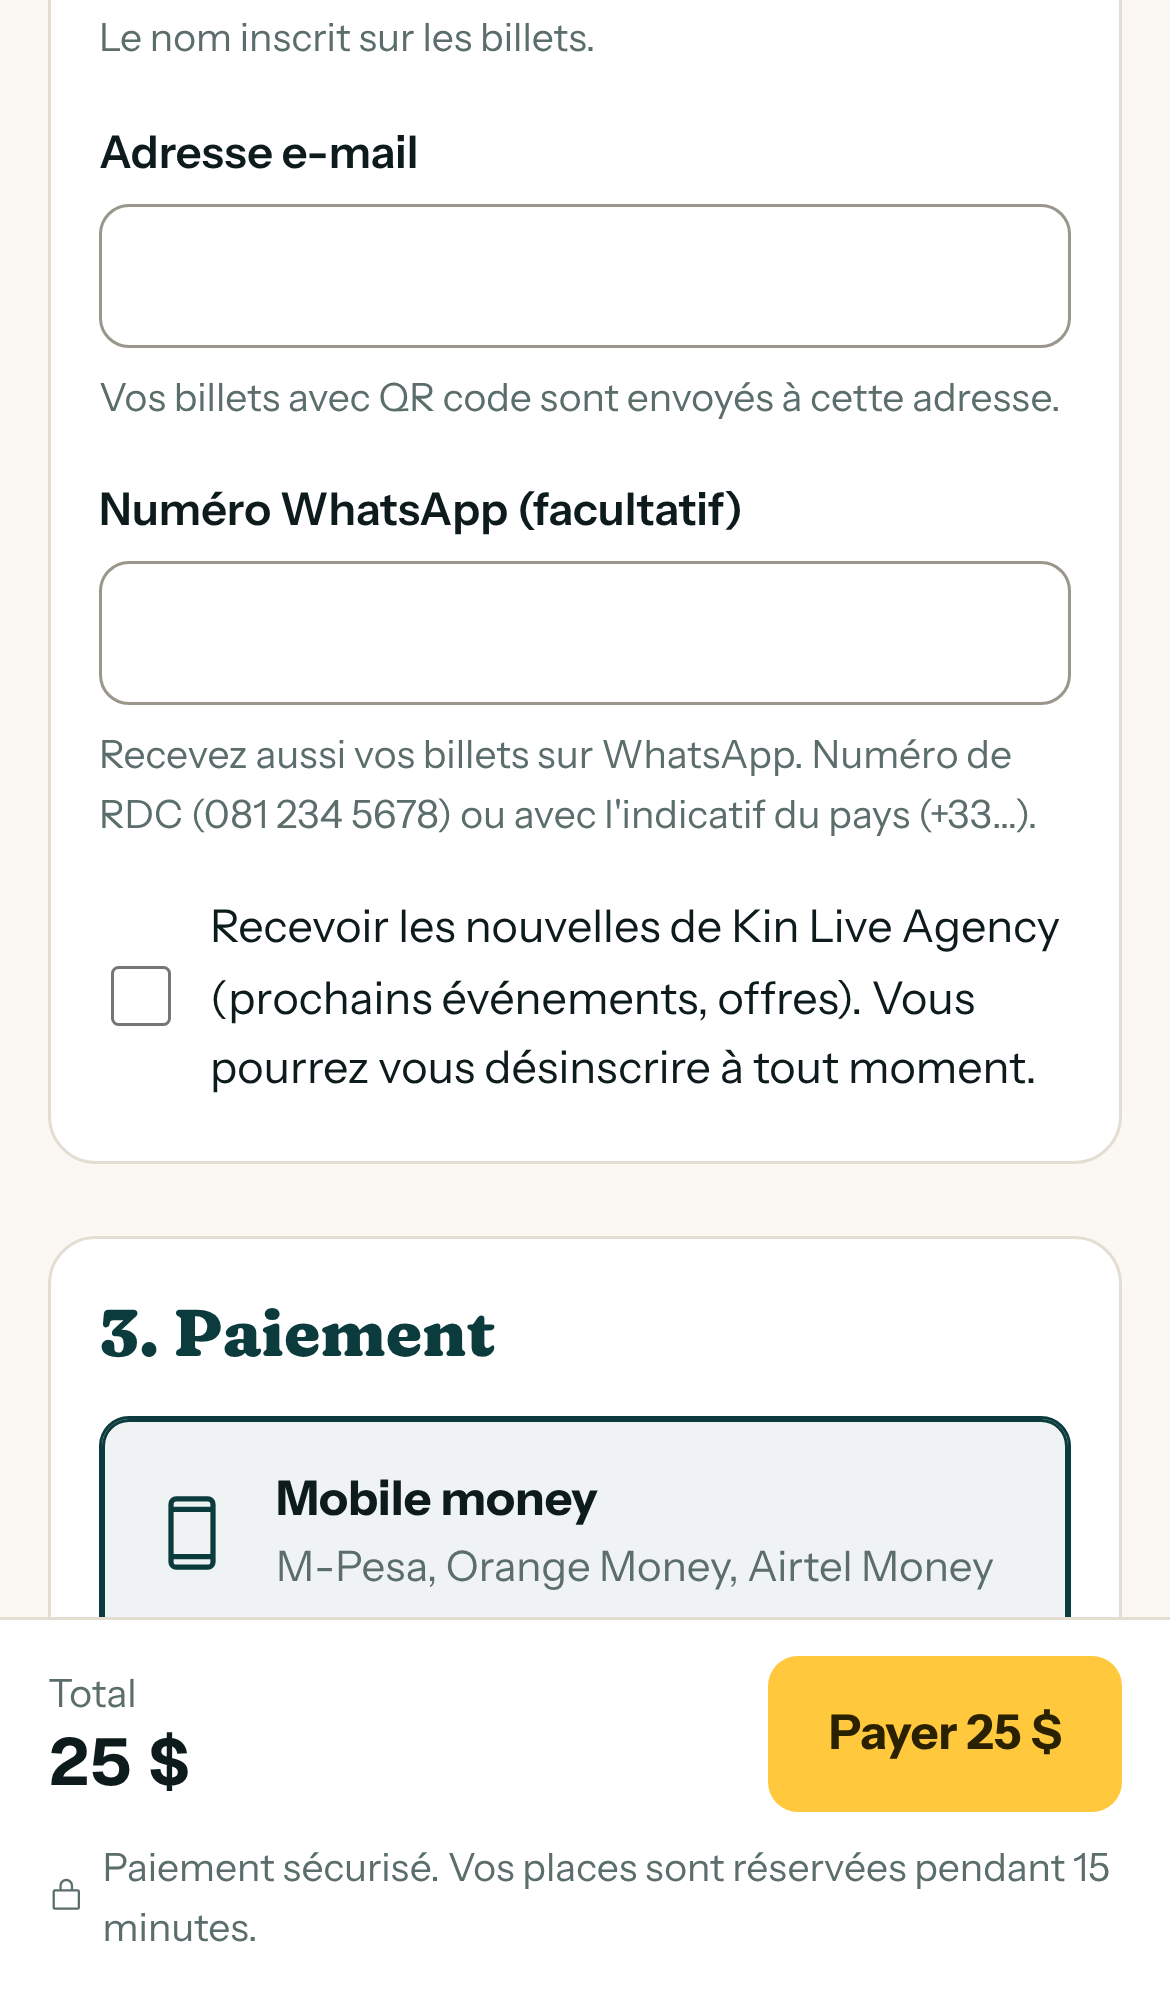 Le nom inscrit sur les billets.
Adresse e-mail
Vos billets avec QR code sont envoyés à cette adresse.
Numéro WhatsApp (facultatif)
Recevez aussi vos billets sur WhatsApp. Numéro de
RDC (081 234 5678) ou avec l'indicatif du pays (+33...).
Recevoir les nouvelles de Kin Live Agency
(prochains événements, offres). Vous
pourrez vous désinscrire à tout moment.
3. Paiement
Mobile money
M-Pesa, Orange Money, Airtel Money
Total
25 $
Payer 25 $
Paiement sécurisé. Vos places sont réservées pendant 15
minutes.